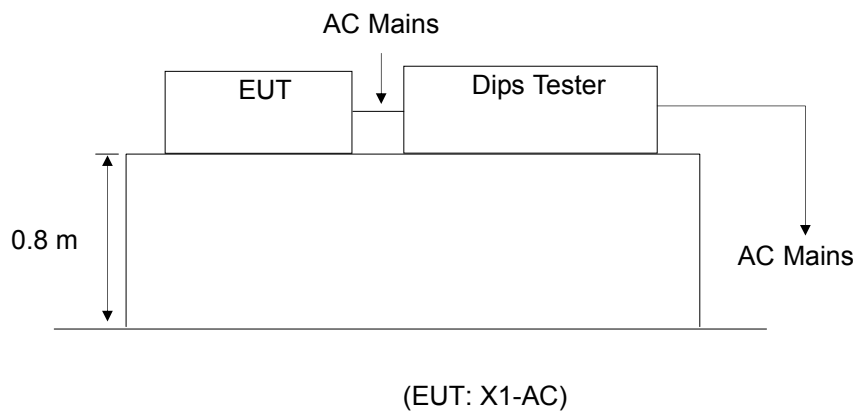 AC Mains
EUT
Dips Tester
0.8 m
AC Mains
(EUT: X1-AC)